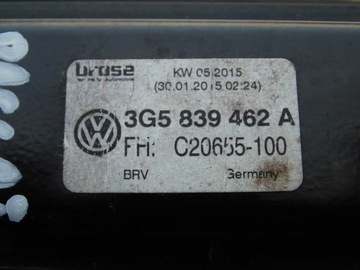 brose
KW 05.2015
(30.01.2015 02:24)
3G5 839 462 A
FH: C20655-100
BRV Germany